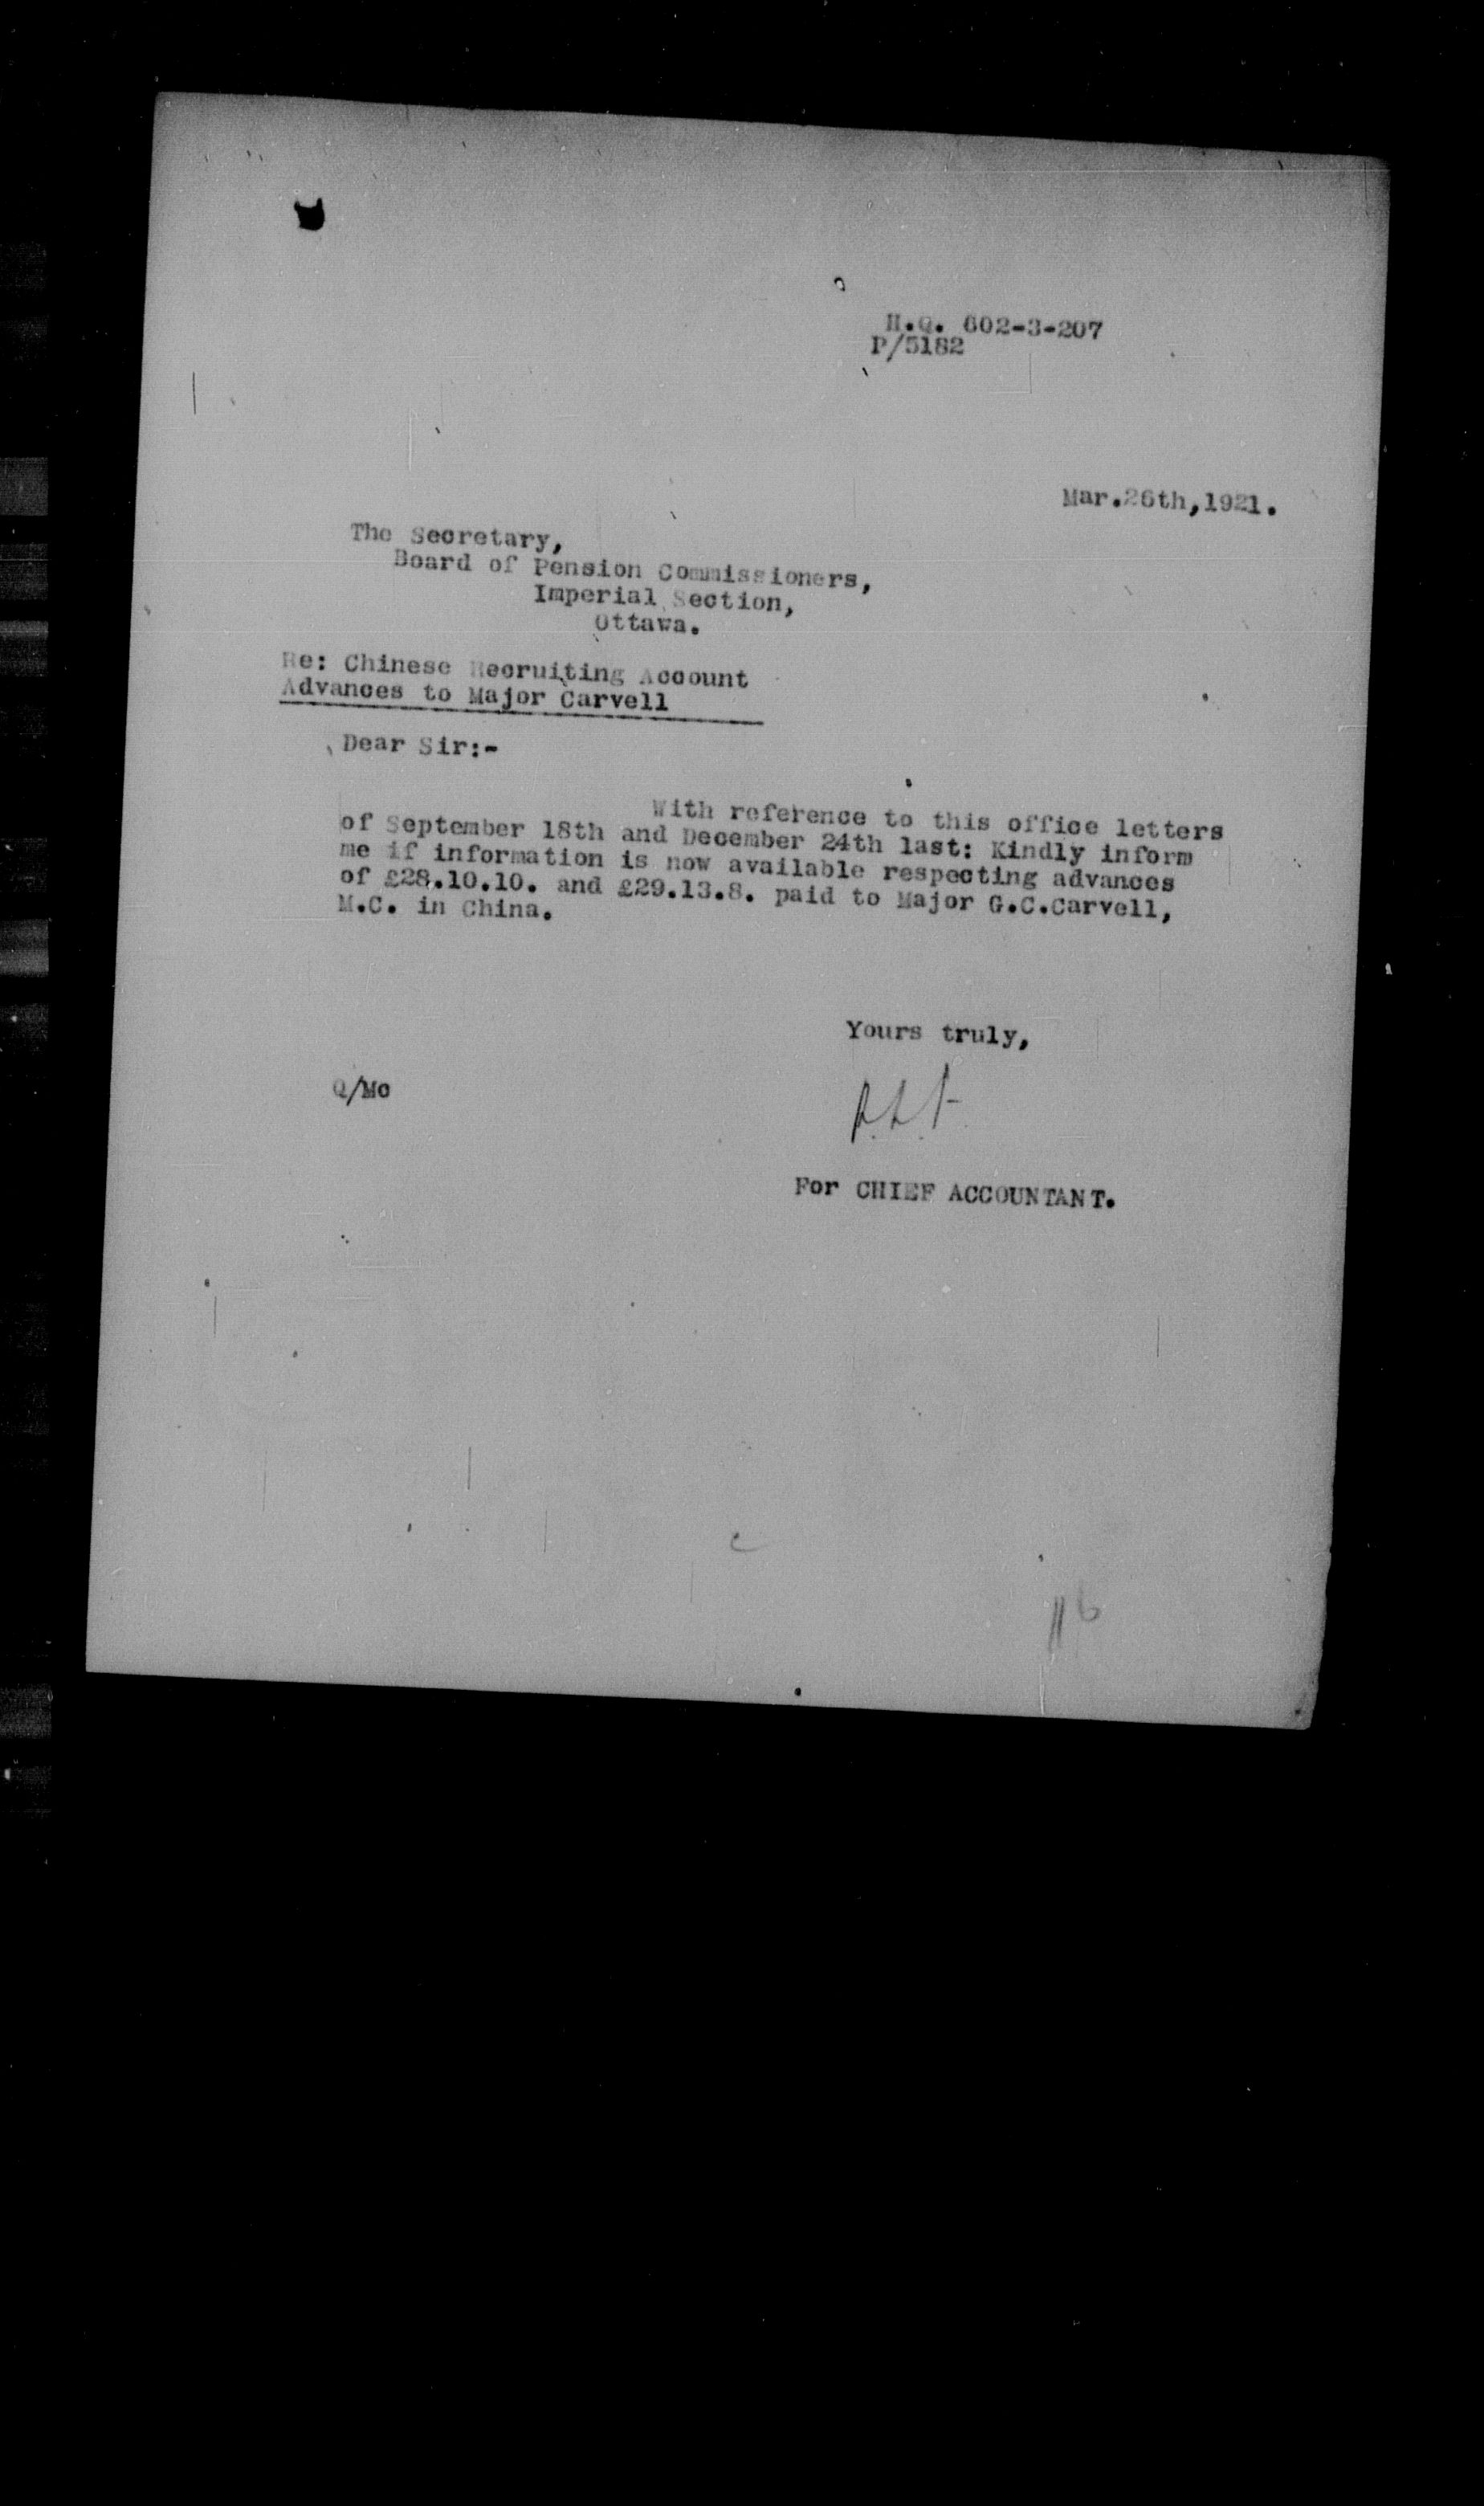 H.Q. 602-3-207
P/5182
Mar.26th,1921.
The Secretary,
Board of Pension Commissioners,
Imperial Section,
Ottawa.
Re: Chinese Recruiting Account
Advances to Major Carvell
Dear Sir:-
With reference to this office letters
of September 18th and December 24th last: Kindly inform
me if information is now available respecting advances
of £28.10.10. and £29.13.8. paid to Major G.C.Carvell,
M.C. in China.
Yours truly,
Q/Mc
For CHIEF ACCOUNTANT.